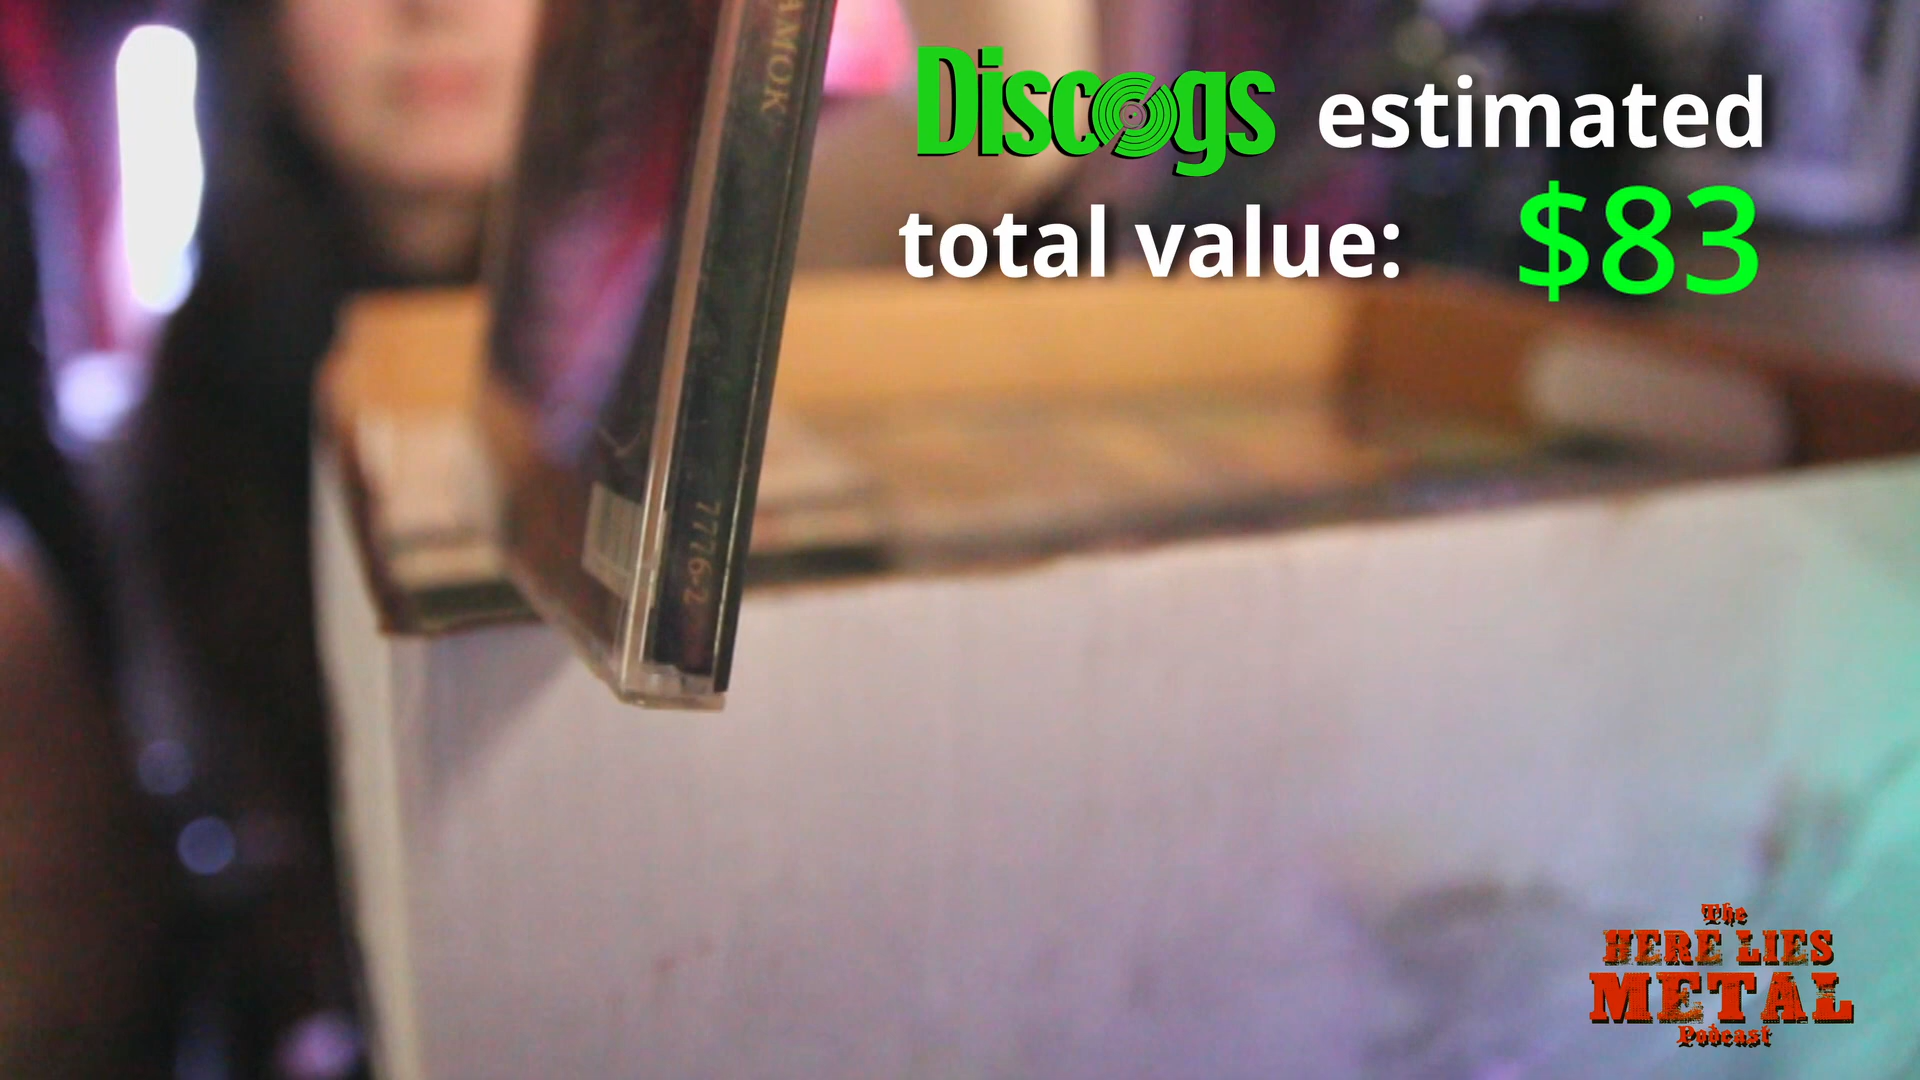 Discogs estimated
total value: $83
AMOK
7776-2
The
HERE LIES
METAL
Podcast